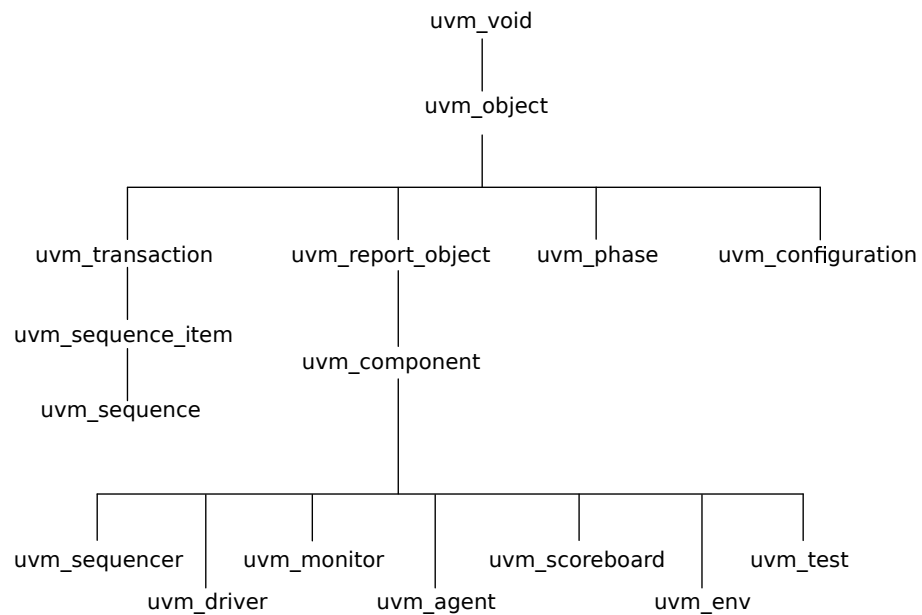 uvm_void
uvm_object
uvm_transaction uvm_report_object uvm_phase uvm_configuration
uvm_sequence_item
uvm_component
uvm_sequence
uvm_sequencer uvm_monitor uvm_scoreboard uvm_test
uvm_driver uvm_agent uvm_env